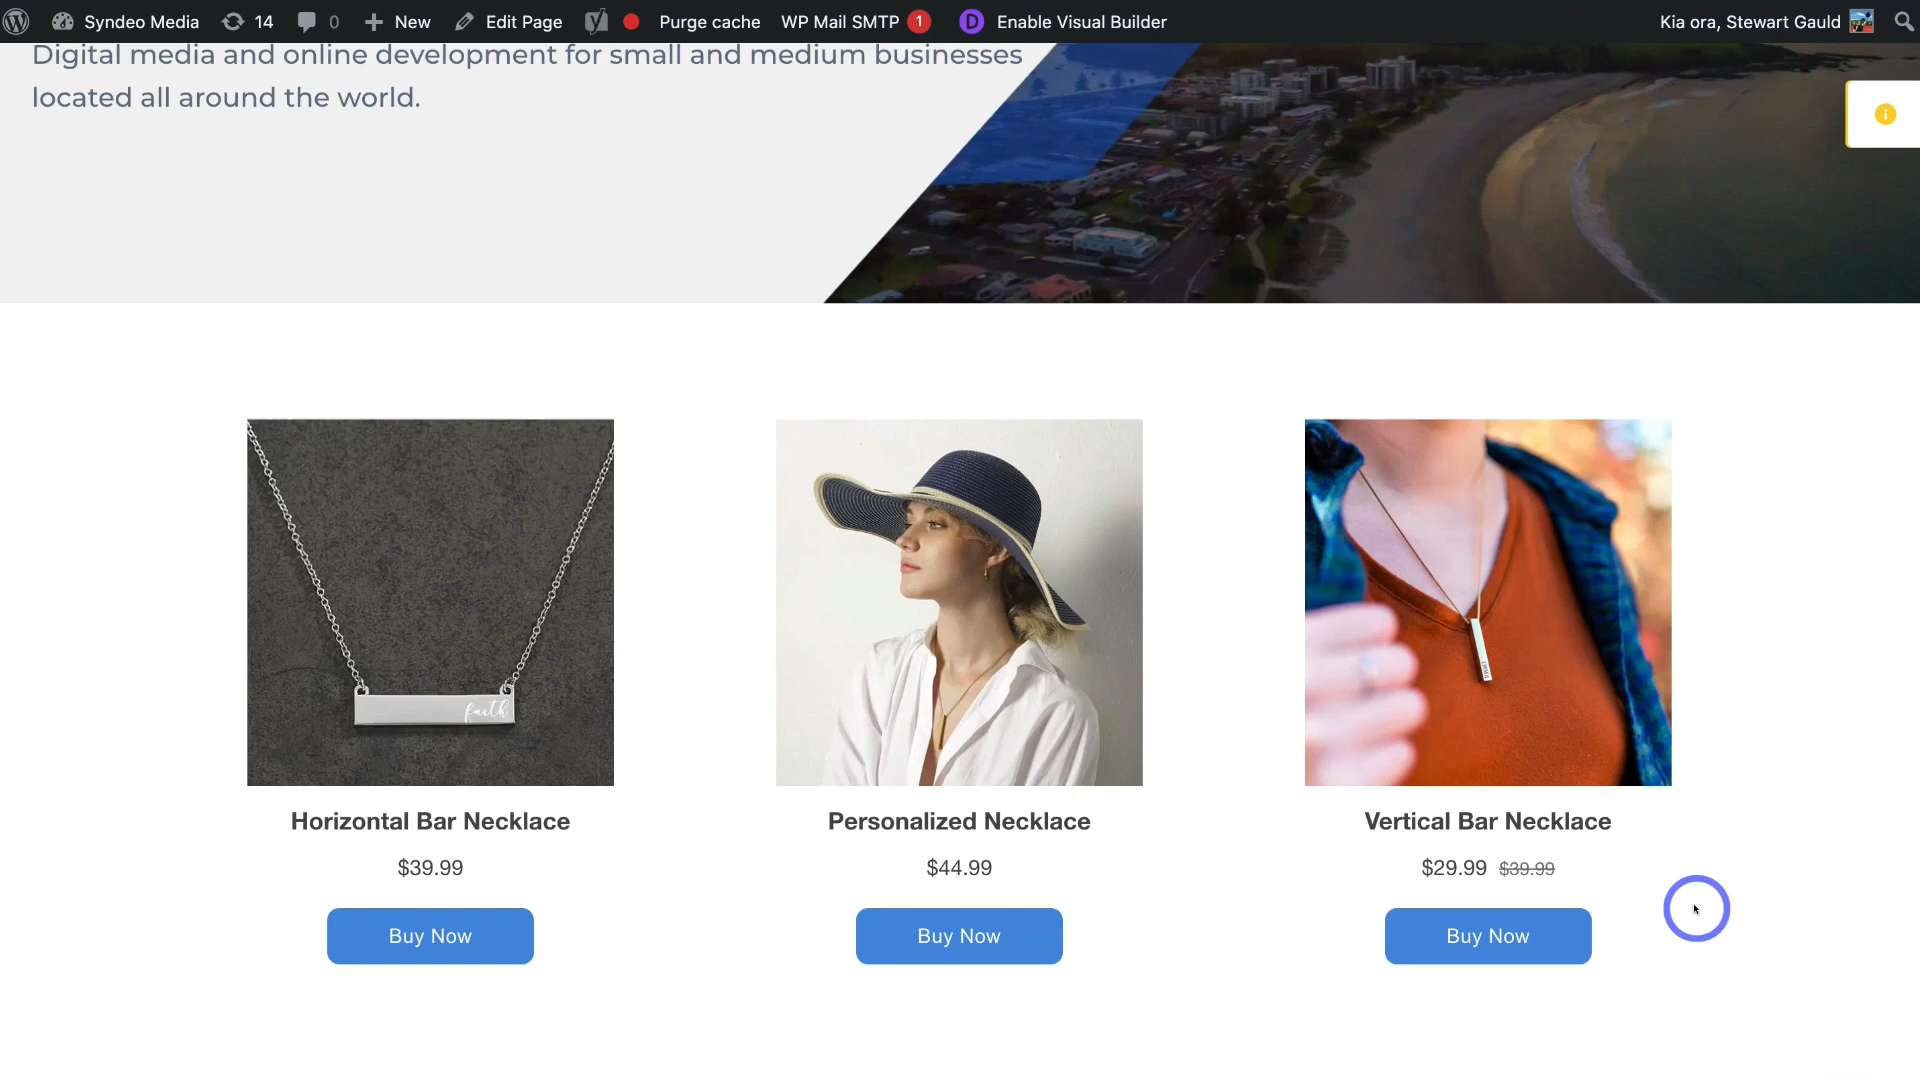 Syndeo Media 14 0 New Edit Page Purge cache WP Mail SMTP 1 D Enable Visual Builder Kia ora, Stewart Gauld
Digital media and online development for small and medium businesses
located all around the world.
faith
Horizontal Bar Necklace
$39.99
Buy Now
Personalized Necklace
$44.99
Buy Now
Vertical Bar Necklace
$29.99 $39.99
Buy Now